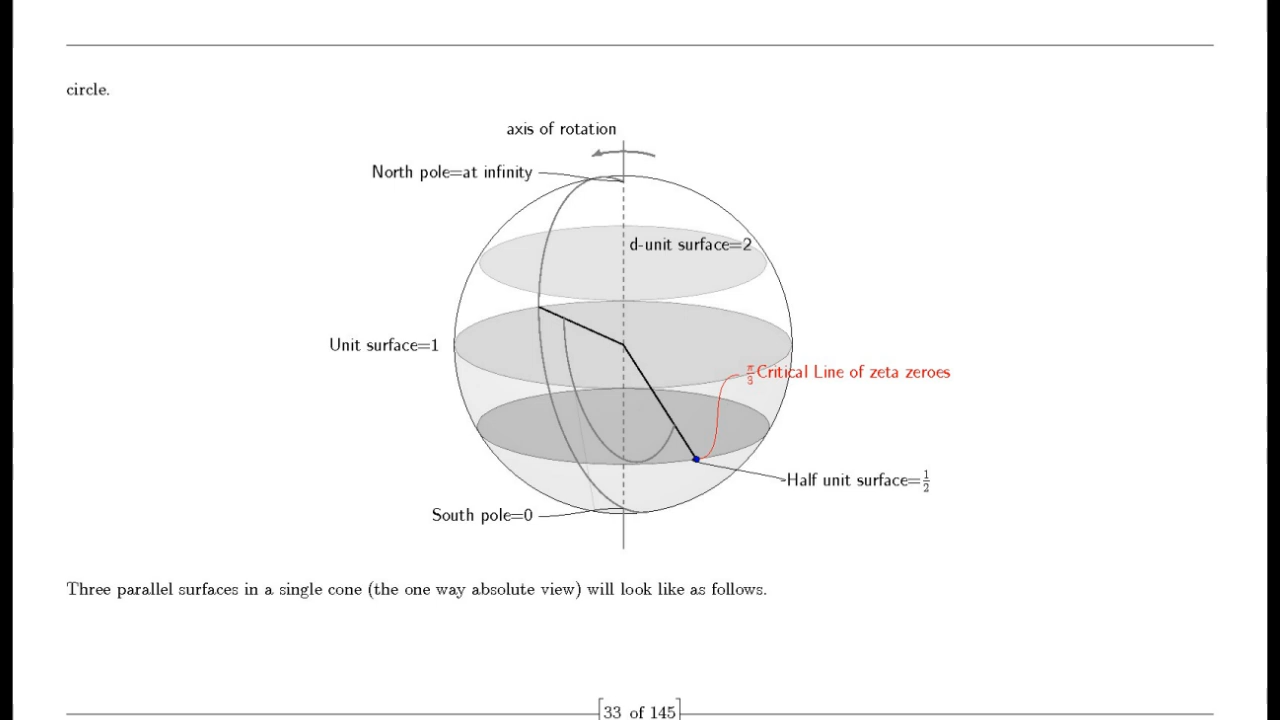 circle.
axis of rotation
North pole=at infinity
d-unit surface=2
Unit surface=1
π/3 Critical Line of zeta zeroes
Half unit surface=1/2
South pole=0
Three parallel surfaces in a single cone (the one way absolute view) will look like as follows.
[33 of 145]